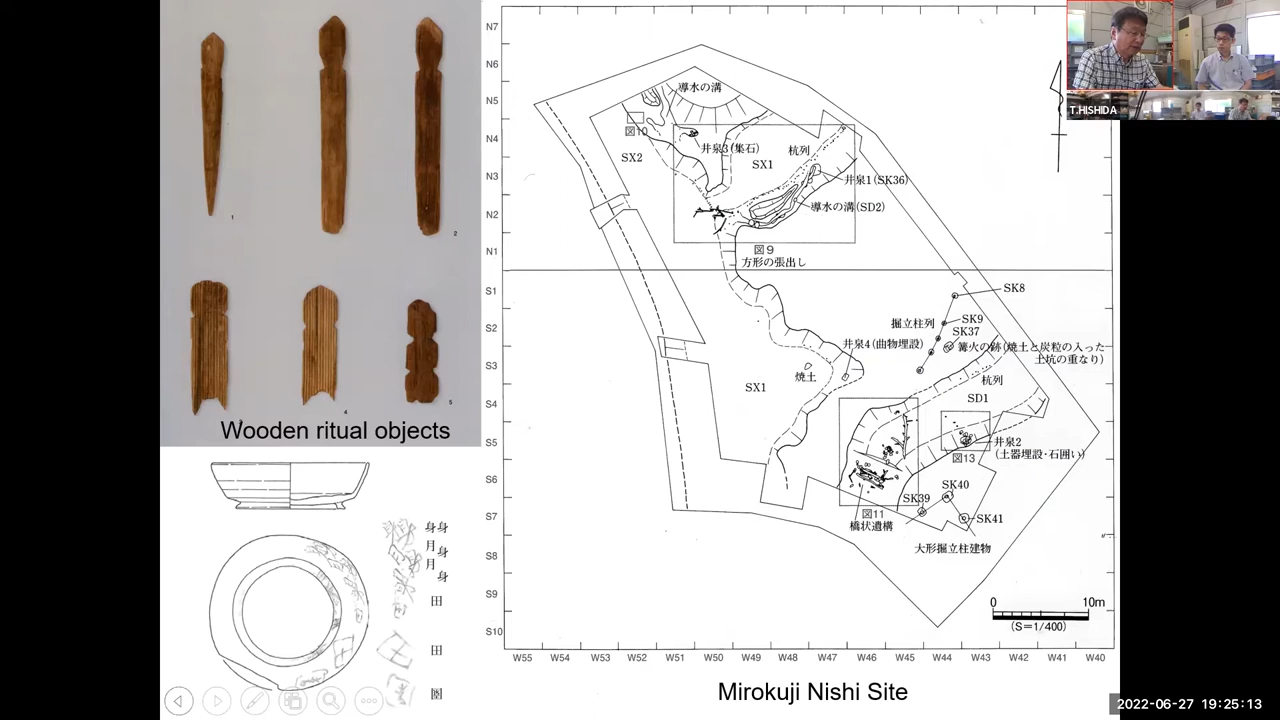 1
2
3
4
5
Wooden ritual objects
身身
月身
月
身
田
田
T.HISHIDA
N7
N6
N5
N4
N3
N2
N1
S1
S2
S3
S4
S5
S6
S7
S8
S9
S10
W55 W54 W53 W52 W51 W50 W49 W48 W47 W46 W45 W44 W43 W42 W41 W40
導水の溝
図10
井泉3(集石)
杭列
SX2
SX1
井泉1(SK36)
導水の溝(SD2)
図9
方形の張出し
SK8
SK9
掘立柱列
SK37
井泉4(曲物埋設)
篝火の跡(焼土と炭粒の入った
土坑の重なり)
焼土
杭列
SX1
SD1
井泉2
(土器埋設・石囲い)
図13
SK40
SK39
図11
SK41
橋状遺構
大形掘立柱建物
0 10m
(S=1/400)
Mirokuji Nishi Site
2022-06-27 19:25:13